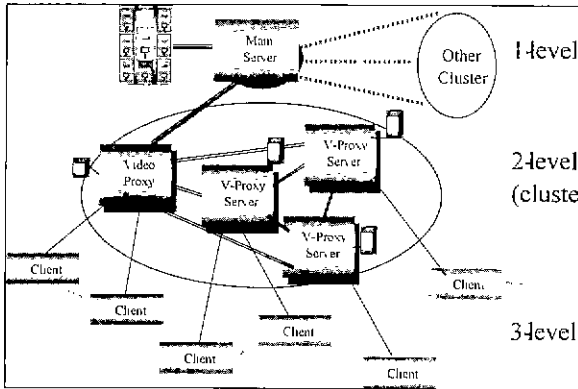 Main
Server
Other
Cluster
1-level
Video
Proxy
V-Proxy
Server
V-Proxy
Server
V-Proxy
Server
2-level
(cluste
Client
Client
Client
Client
Client
Client
3-level